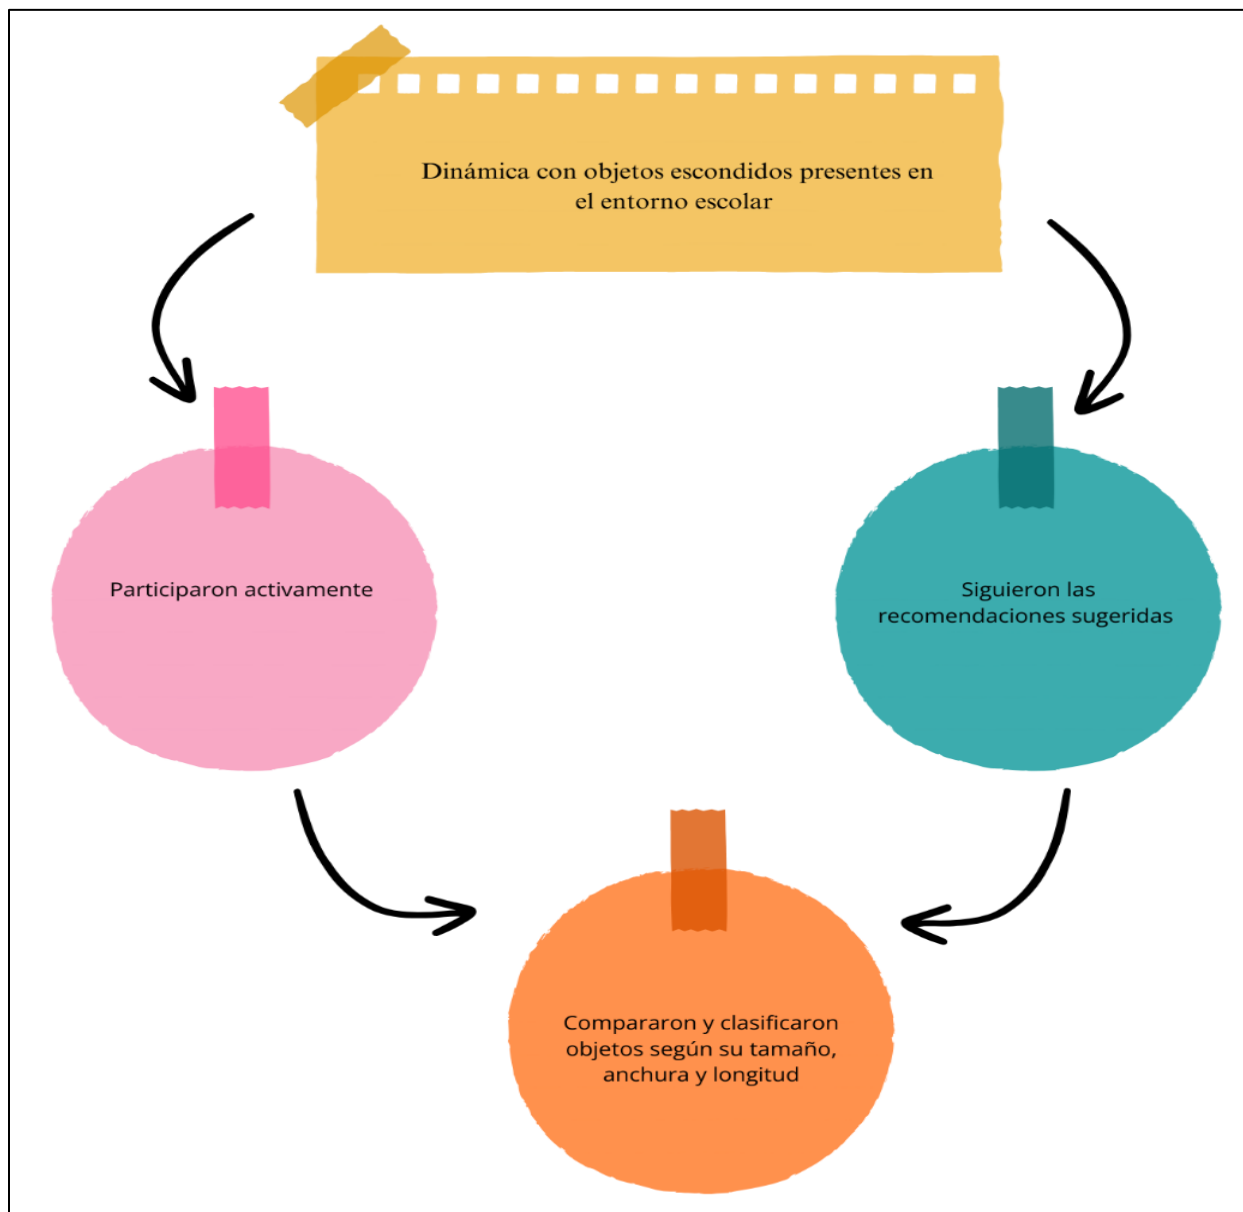 Dinámica con objetos escondidos presentes en
el entorno escolar
Participaron activamente
Siguieron las
recomendaciones sugeridas
Compararon y clasificaron
objetos según su tamaño,
anchura y longitud